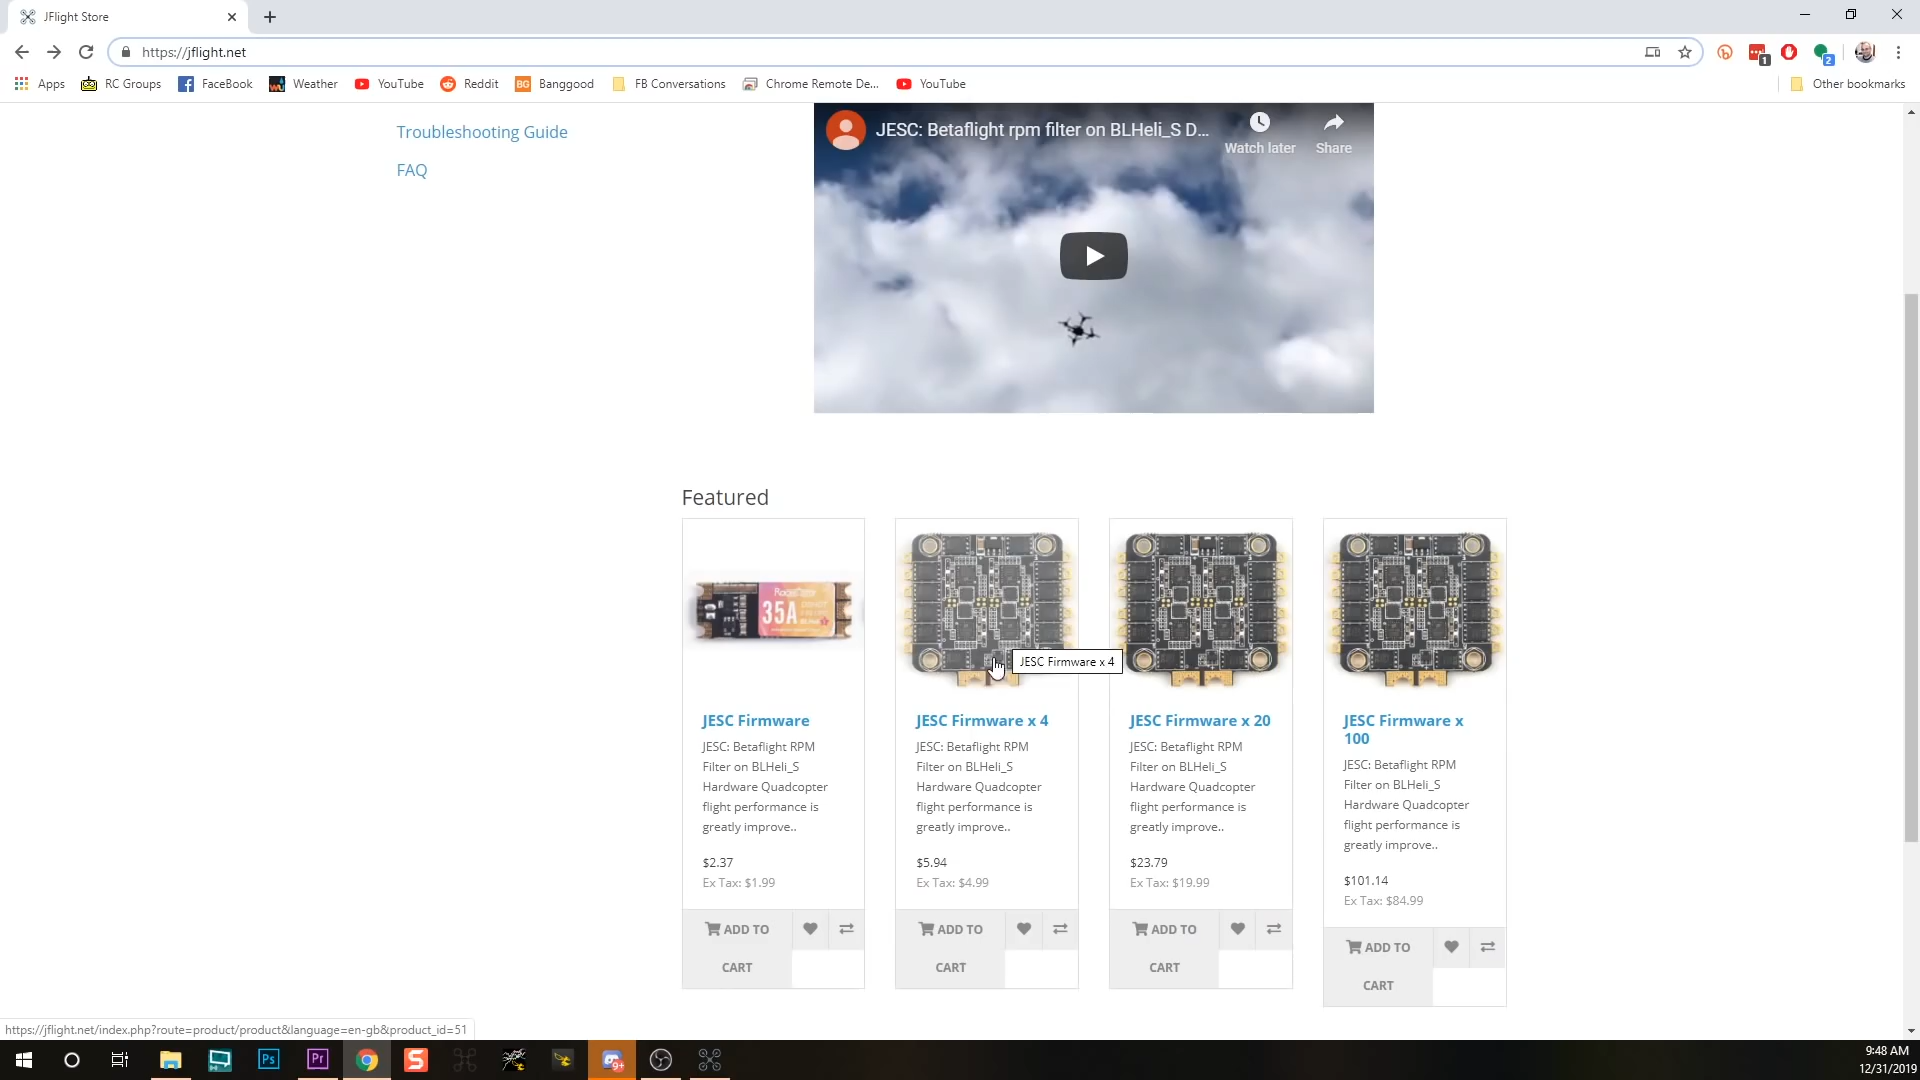 JFlight Store
https://jflight.net
1
2
Apps
RC Groups
FaceBook
Weather
YouTube
Reddit
BG
Banggood
FB Conversations
Chrome Remote De...
YouTube
Other bookmarks
Troubleshooting Guide
FAQ
JESC: Betaflight rpm filter on BLHeli_S D...
Watch later
Share
Featured
35A
JESC Firmware x 4
JESC Firmware
JESC: Betaflight RPM
Filter on BLHeli_S
Hardware Quadcopter
flight performance is
greatly improve..
$2.37
Ex Tax: $1.99
ADD TO
CART
JESC Firmware x 4
JESC: Betaflight RPM
Filter on BLHeli_S
Hardware Quadcopter
flight performance is
greatly improve..
$5.94
Ex Tax: $4.99
ADD TO
CART
JESC Firmware x 20
JESC: Betaflight RPM
Filter on BLHeli_S
Hardware Quadcopter
flight performance is
greatly improve..
$23.79
Ex Tax: $19.99
ADD TO
CART
JESC Firmware x
100
JESC: Betaflight RPM
Filter on BLHeli_S
Hardware Quadcopter
flight performance is
greatly improve..
$101.14
Ex Tax: $84.99
ADD TO
CART
https://jflight.net/index.php?route=product/product&language=en-gb&product_id=51
Ps
Pr
S
9+
9:48 AM
12/31/2019